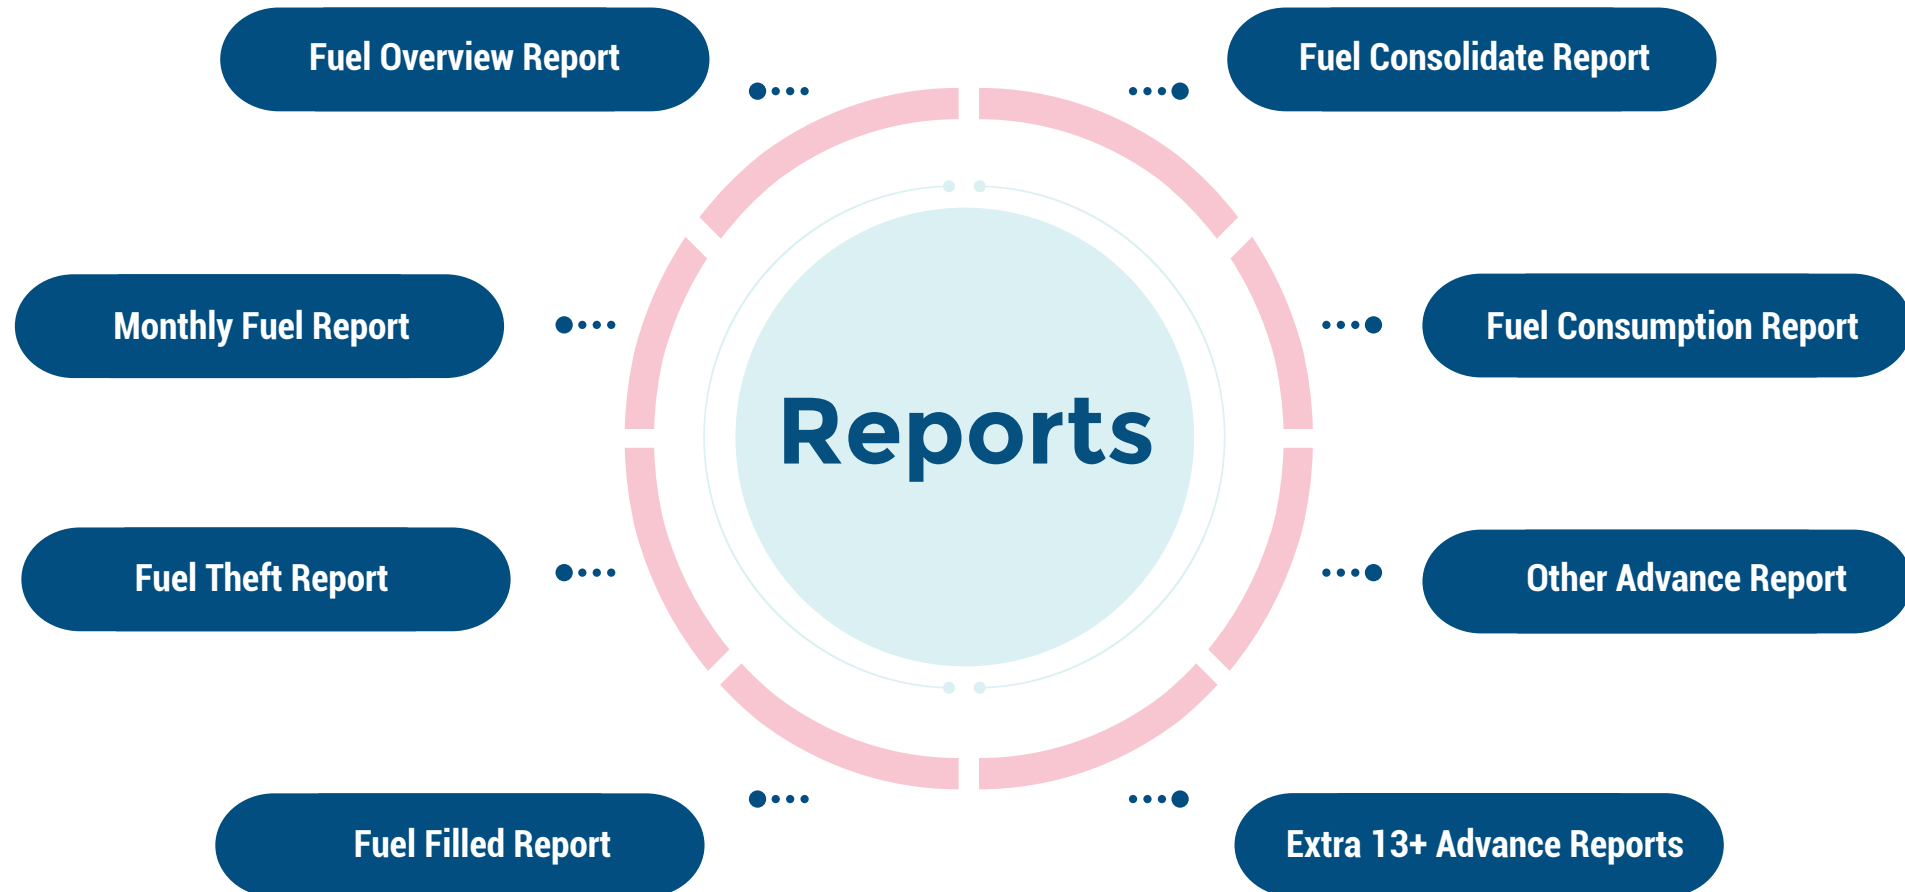 Fuel Overview Report
Fuel Consolidate Report
Monthly Fuel Report
Fuel Consumption Report
Reports
Fuel Theft Report
Other Advance Report
Fuel Filled Report
Extra 13+ Advance Reports